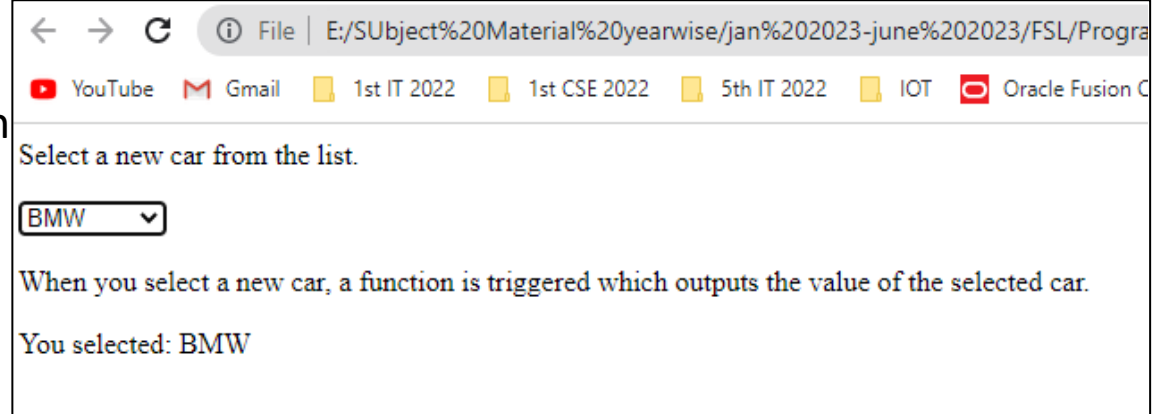 File | E:/SUbject%20Material%20yearwise/jan%202023-june%202023/FSL/Progra
YouTube Gmail 1st IT 2022 1st CSE 2022 5th IT 2022 IOT Oracle Fusion C
n
Select a new car from the list.
BMW
When you select a new car, a function is triggered which outputs the value of the selected car.
You selected: BMW